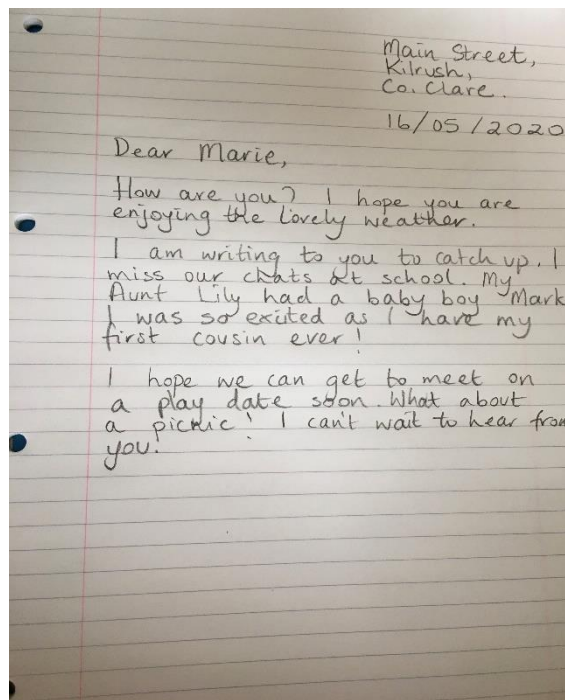 Main Street,
Kilrush,
Co. Clare.
16/05/2020
Dear Marie,
How are you? I hope you are
enjoying the lovely weather.
I am writing to you to catch up. I
miss our chats at school. My
Aunt Lily had a baby boy Mark
I was so exited as I have my
first cousin ever!
I hope we can get to meet on
a play date soon. What about
a picnic! I can't wait to hear from
you.